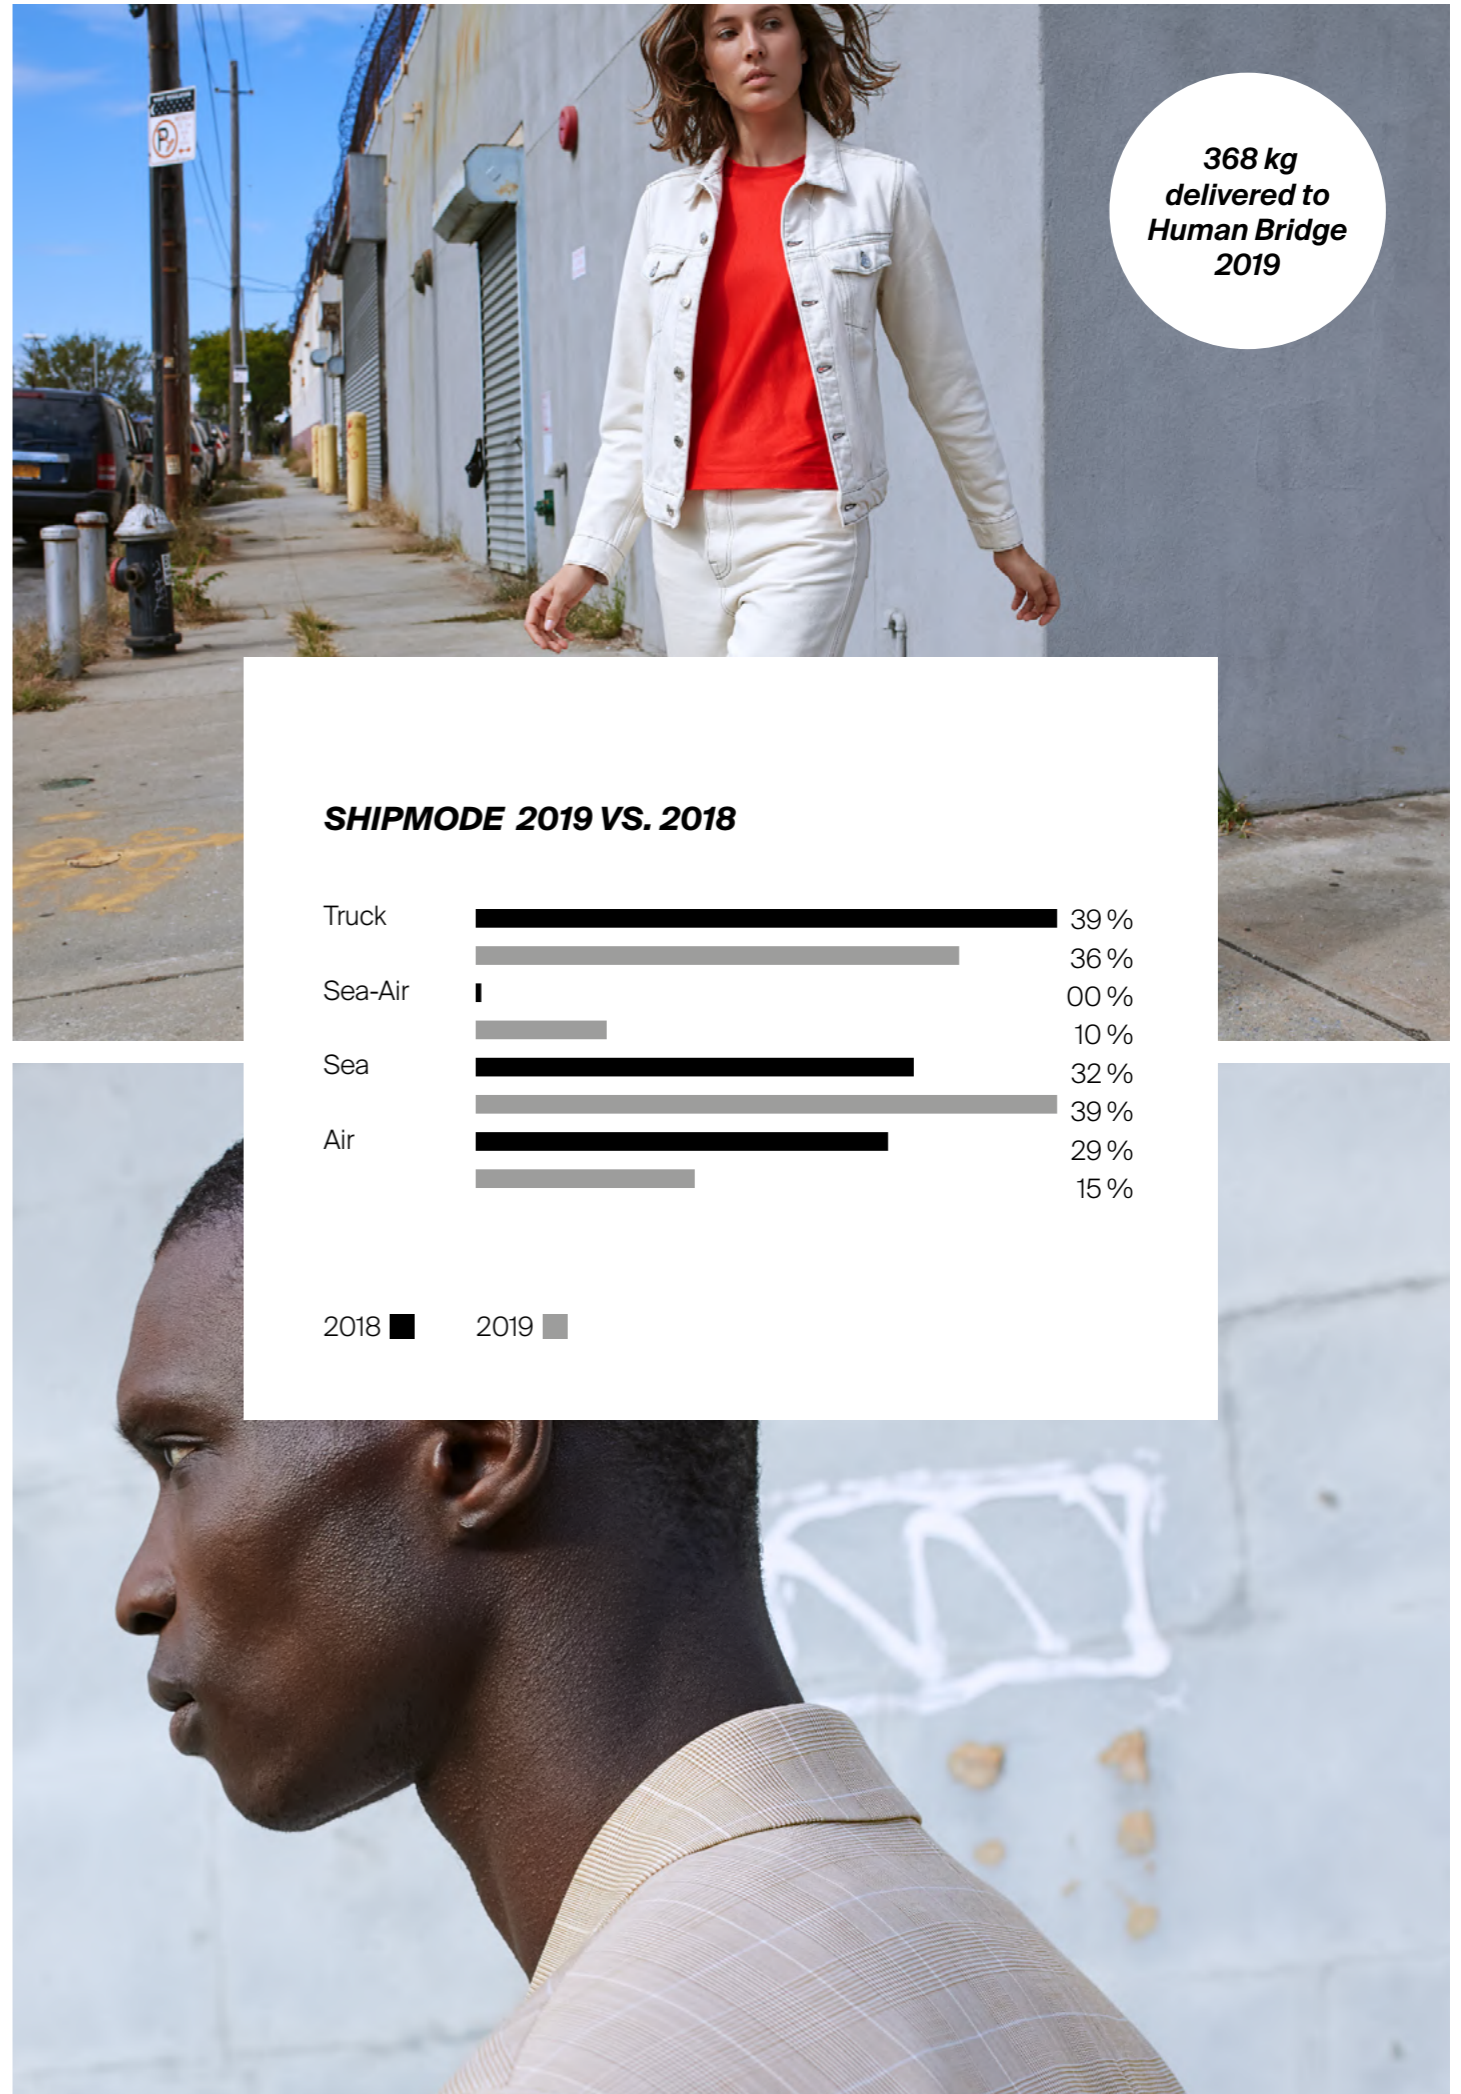 368 kg
delivered to
Human Bridge
2019
SHIPMODE 2019 VS. 2018
Truck 39 %
36 %
Sea-Air 00 %
10 %
Sea 32 %
39 %
Air 29 %
15 %
2018 2019